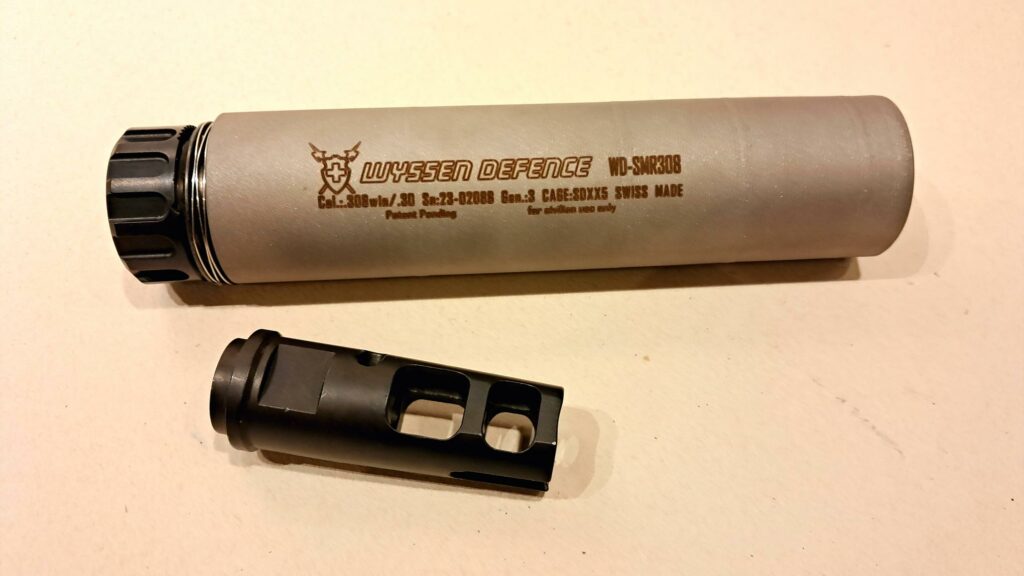 WYSSEN DEFENCE WD-SMR308
Cal.:.308win/.30 Sn:23-02088 Gen.:3 CAGE:SDXX5 SWISS MADE
Patent Pending for civilian use only